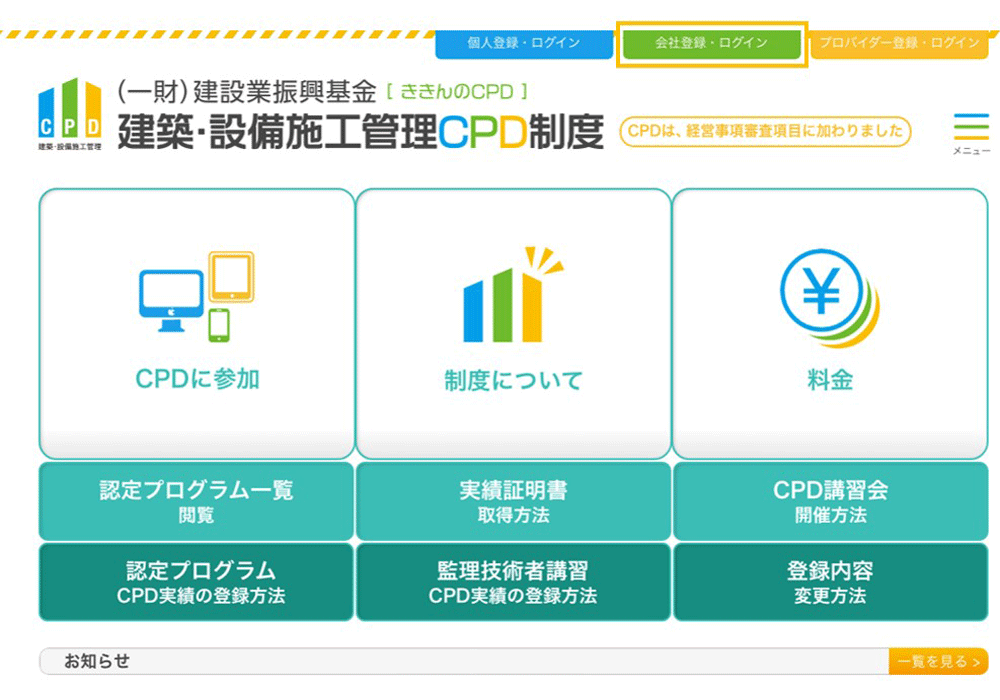 個人登録・ログイン
会社登録・ログイン
プロバイダー登録・ログイン
(一財)建設業振興基金 [ ききんのCPD ]
CPD
建築・設備施工管理
建築・設備施工管理CPD制度
CPDは、経営事項審査項目に加わりました
メニュー
CPDに参加
制度について
料金
認定プログラム一覧
閲覧
実績証明書
取得方法
CPD講習会
開催方法
認定プログラム
CPD実績の登録方法
監理技術者講習
CPD実績の登録方法
登録内容
変更方法
お知らせ
一覧を見る >